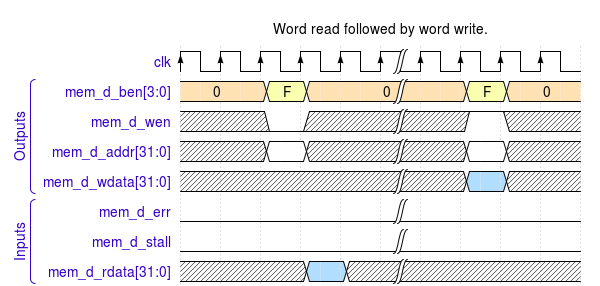 Word read followed by word write.
clk
Outputs
mem_d_ben[3:0] 0 F 0 F 0
mem_d_wen
mem_d_addr[31:0]
mem_d_wdata[31:0]
Inputs
mem_d_err
mem_d_stall
mem_d_rdata[31:0]